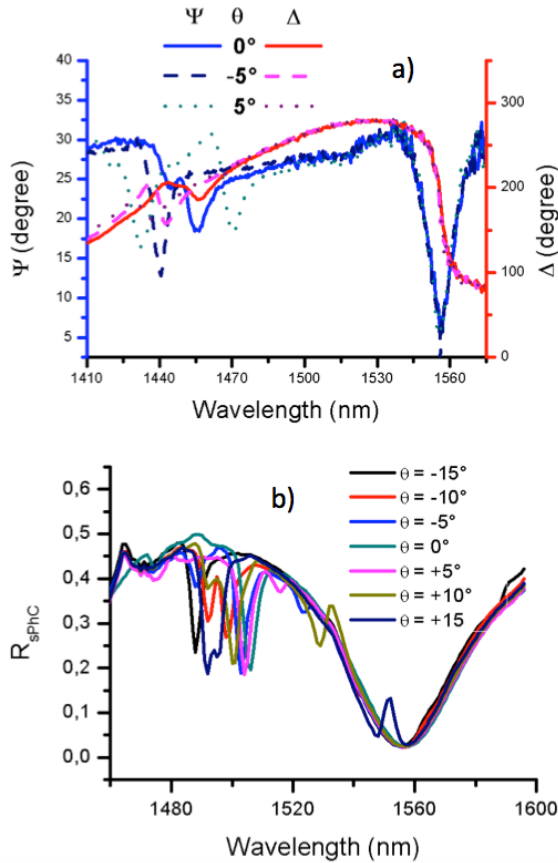 Ψ θ Δ
0°
-5°
5°
a)
40
35
30
25
20
15
10
5
Ψ (degree)
300
200
100
0
Δ (degree)
1410 1440 1470 1500 1530 1560
Wavelength (nm)
b)
θ = -15°
θ = -10°
θ = -5°
θ = 0°
θ = +5°
θ = +10°
θ = +15
0,6
0,5
0,4
0,3
0,2
0,1
0,0
RsPhC
1480 1520 1560 1600
Wavelength (nm)